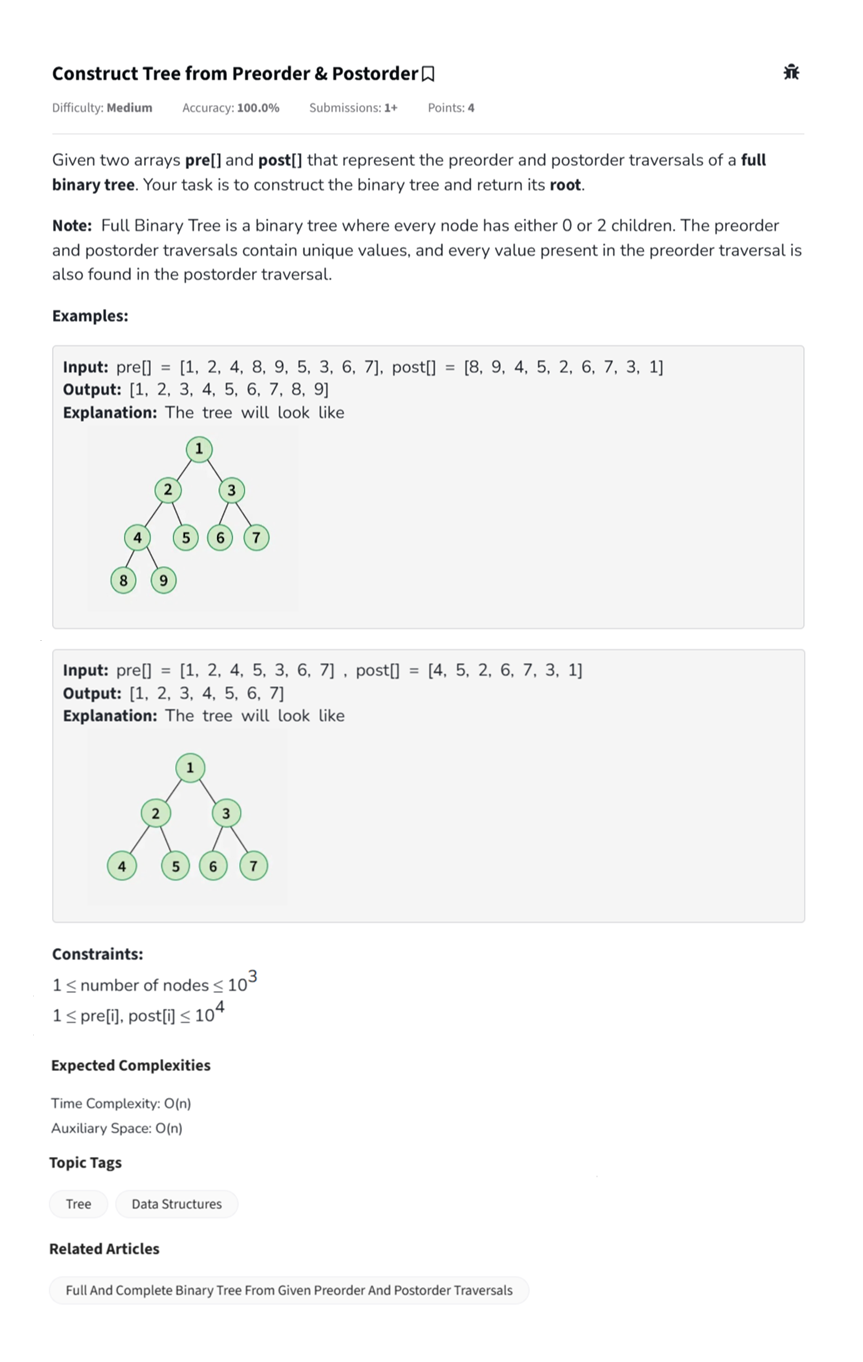 Construct Tree from Preorder & Postorder
Difficulty: Medium Accuracy: 100.0% Submissions: 1+ Points: 4
Given two arrays pre[] and post[] that represent the preorder and postorder traversals of a full
binary tree. Your task is to construct the binary tree and return its root.
Note: Full Binary Tree is a binary tree where every node has either 0 or 2 children. The preorder
and postorder traversals contain unique values, and every value present in the preorder traversal is
also found in the postorder traversal.
Examples:
Input: pre[] = [1, 2, 4, 8, 9, 5, 3, 6, 7], post[] = [8, 9, 4, 5, 2, 6, 7, 3, 1]
Output: [1, 2, 3, 4, 5, 6, 7, 8, 9]
Explanation: The tree will look like
1
2 3
4 5 6 7
8 9
Input: pre[] = [1, 2, 4, 5, 3, 6, 7] , post[] = [4, 5, 2, 6, 7, 3, 1]
Output: [1, 2, 3, 4, 5, 6, 7]
Explanation: The tree will look like
1
2 3
4 5 6 7
Constraints:
1 ≤ number of nodes ≤ 10³
1 ≤ pre[i], post[i] ≤ 10⁴
Expected Complexities
Time Complexity: O(n)
Auxiliary Space: O(n)
Topic Tags
Tree Data Structures
Related Articles
Full And Complete Binary Tree From Given Preorder And Postorder Traversals